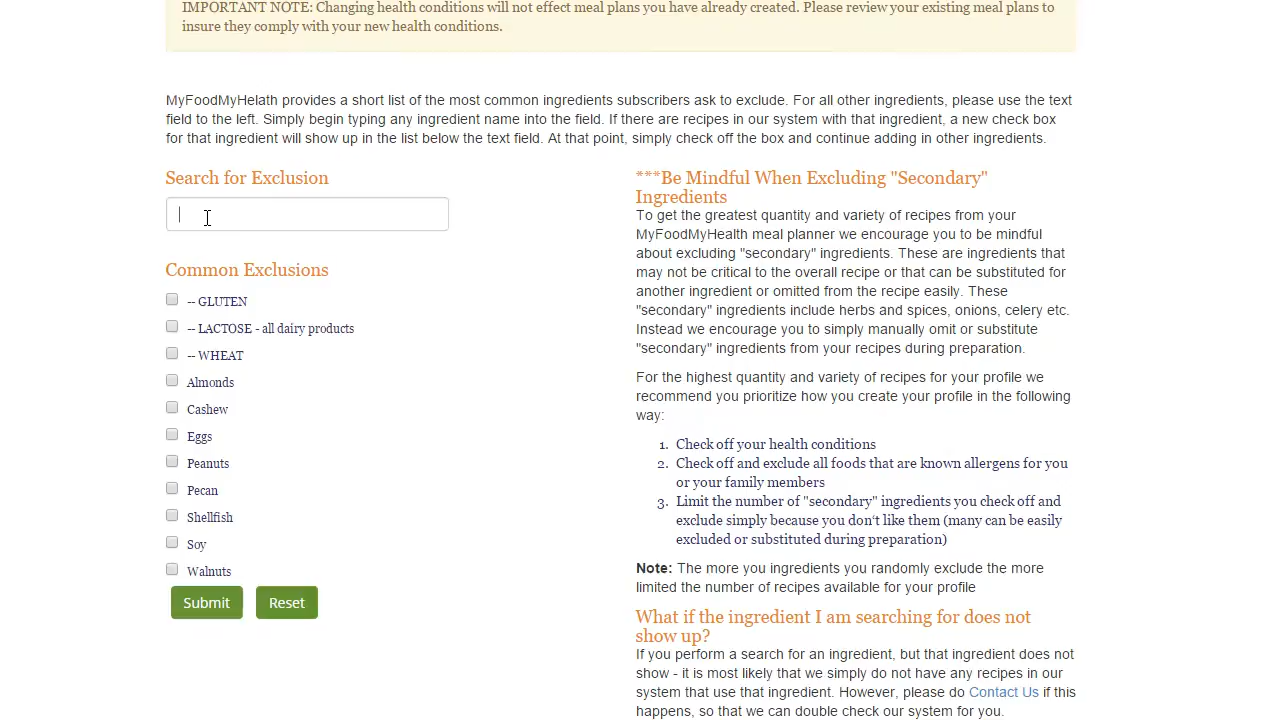 IMPORTANT NOTE: Changing health conditions will not effect meal plans you have already created. Please review your existing meal plans to
insure they comply with your new health conditions.
MyFoodMyHelath provides a short list of the most common ingredients subscribers ask to exclude. For all other ingredients, please use the text
field to the left. Simply begin typing any ingredient name into the field. If there are recipes in our system with that ingredient, a new check box
for that ingredient will show up in the list below the text field. At that point, simply check off the box and continue adding in other ingredients.
Search for Exclusion
Common Exclusions
-- GLUTEN
-- LACTOSE - all dairy products
-- WHEAT
Almonds
Cashew
Eggs
Peanuts
Pecan
Shellfish
Soy
Walnuts
Submit
Reset
***Be Mindful When Excluding "Secondary"
Ingredients
To get the greatest quantity and variety of recipes from your
MyFoodMyHealth meal planner we encourage you to be mindful
about excluding "secondary" ingredients. These are ingredients that
may not be critical to the overall recipe or that can be substituted for
another ingredient or omitted from the recipe easily. These
"secondary" ingredients include herbs and spices, onions, celery etc.
Instead we encourage you to simply manually omit or substitute
"secondary" ingredients from your recipes during preparation.
For the highest quantity and variety of recipes for your profile we
recommend you prioritize how you create your profile in the following
way:
1. Check off your health conditions
2. Check off and exclude all foods that are known allergens for you
or your family members
3. Limit the number of "secondary" ingredients you check off and
exclude simply because you don't like them (many can be easily
excluded or substituted during preparation)
Note: The more you ingredients you randomly exclude the more
limited the number of recipes available for your profile
What if the ingredient I am searching for does not
show up?
If you perform a search for an ingredient, but that ingredient does not
show - it is most likely that we simply do not have any recipes in our
system that use that ingredient. However, please do Contact Us if this
happens, so that we can double check our system for you.